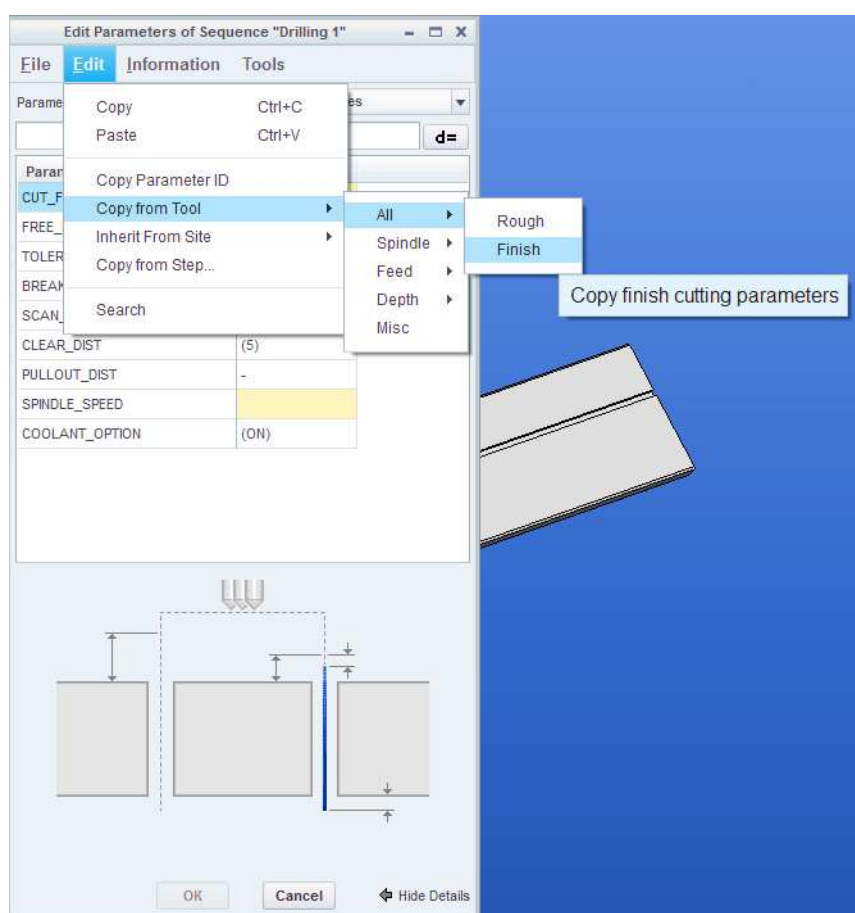 Edit Parameters of Sequence "Drilling 1"
File Edit Information Tools
Parame es
Copy Ctrl+C
Paste Ctrl+V
d=
Paran
Copy Parameter ID
CUT_F
Copy from Tool
All
Rough
FREE_
Inherit From Site
Spindle
Finish
TOLER
Copy from Step...
Feed
BREAK
Depth
Copy finish cutting parameters
SCAN_
Search
Misc
CLEAR_DIST (5)
PULLOUT_DIST -
SPINDLE_SPEED
COOLANT_OPTION (ON)
OK Cancel Hide Details